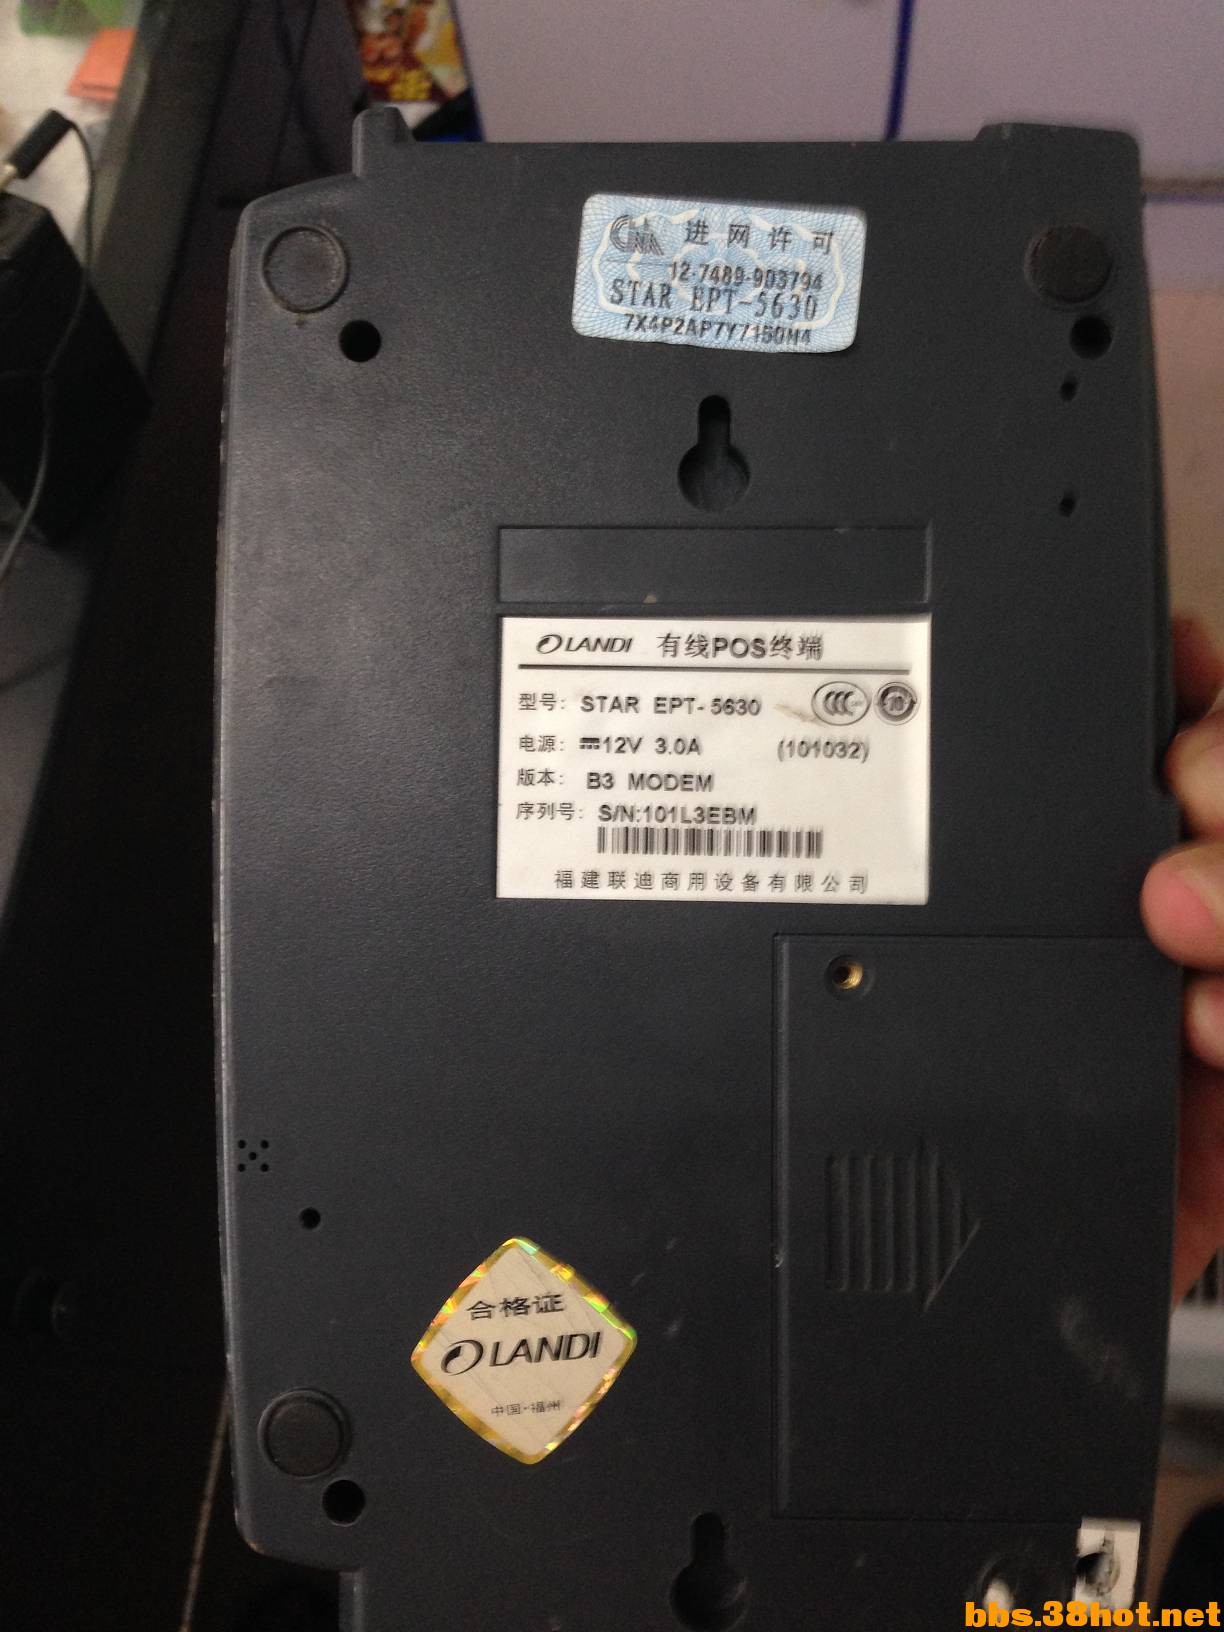 CNA 进网许可
12-7489-903794
STAR EPT-5630
7X4P2AP7Y7150H4
LANDI 有线POS终端
型号: STAR EPT- 5630
电源: 12V 3.0A (101032)
版本: B3 MODEM
序列号: S/N:101L3EBM
福建联迪商用设备有限公司
合格证
LANDI
中国·福州
bbs.38hot.net